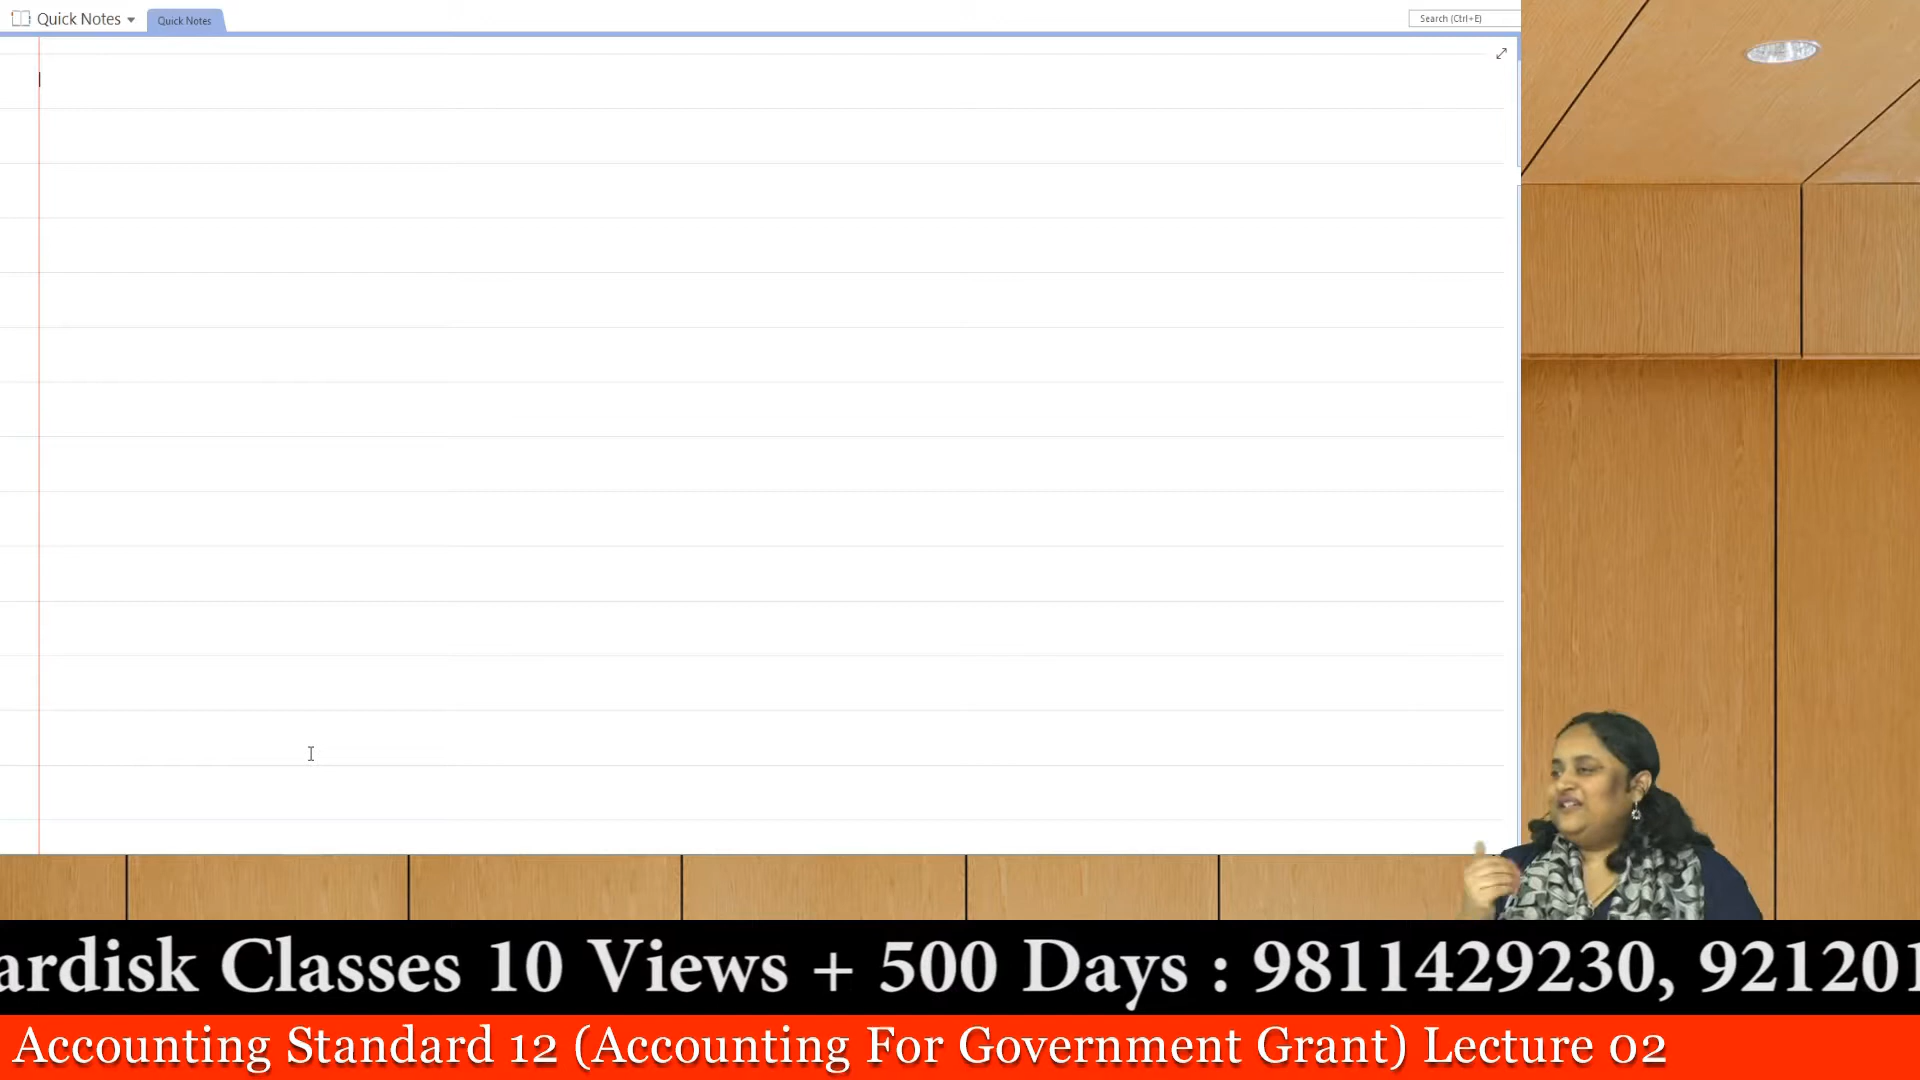 Quick Notes
Quick Notes
Search (Ctrl+E)
ardisk Classes 10 Views + 500 Days : 9811429230, 921201
Accounting Standard 12 (Accounting For Government Grant) Lecture 02